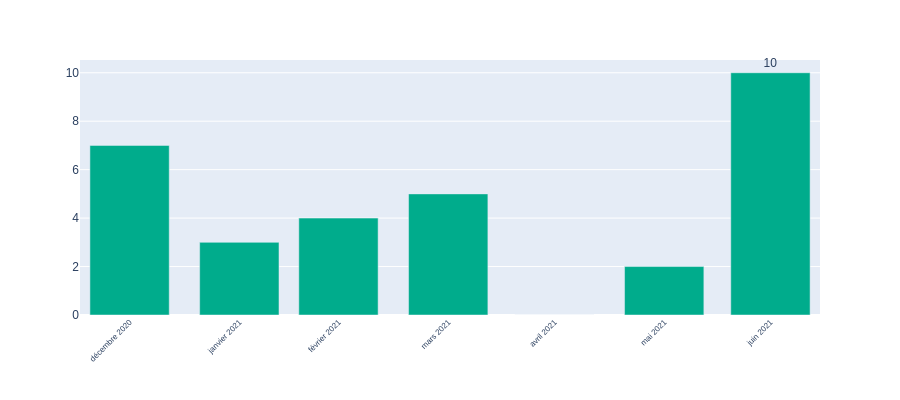 10
10
8
6
4
2
0
décembre 2020
janvier 2021
février 2021
mars 2021
avril 2021
mai 2021
juin 2021